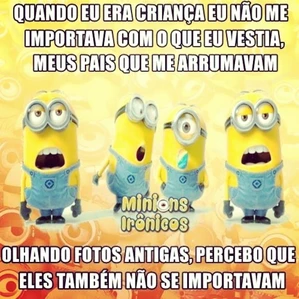 QUANDO EU ERA CRIANÇA EU NÃO ME
IMPORTAVA COM O QUE EU VESTIA,
MEUS PAIS QUE ME ARRUMAVAM
Minions
Irônicos
OLHANDO FOTOS ANTIGAS, PERCEBO QUE
ELES TAMBÉM NÃO SE IMPORTAVAM